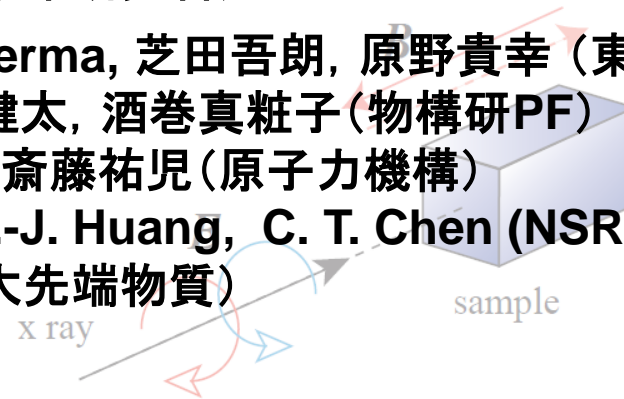 erma, 芝田吾朗, 原野貴幸（東
健太, 酒巻真粧子（物構研PF）
斎藤祐児（原子力機構）
-J. Huang, C. T. Chen (NSR
大先端物質）
B
x ray
sample